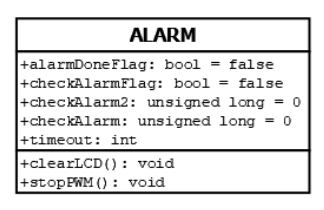 ALARM
+alarmDoneFlag: bool = false
+checkAlarmFlag: bool = false
+checkAlarm2: unsigned long = 0
+checkAlarm: unsigned long = 0
+timeout: int
+clearLCD(): void
+stopPWM(): void